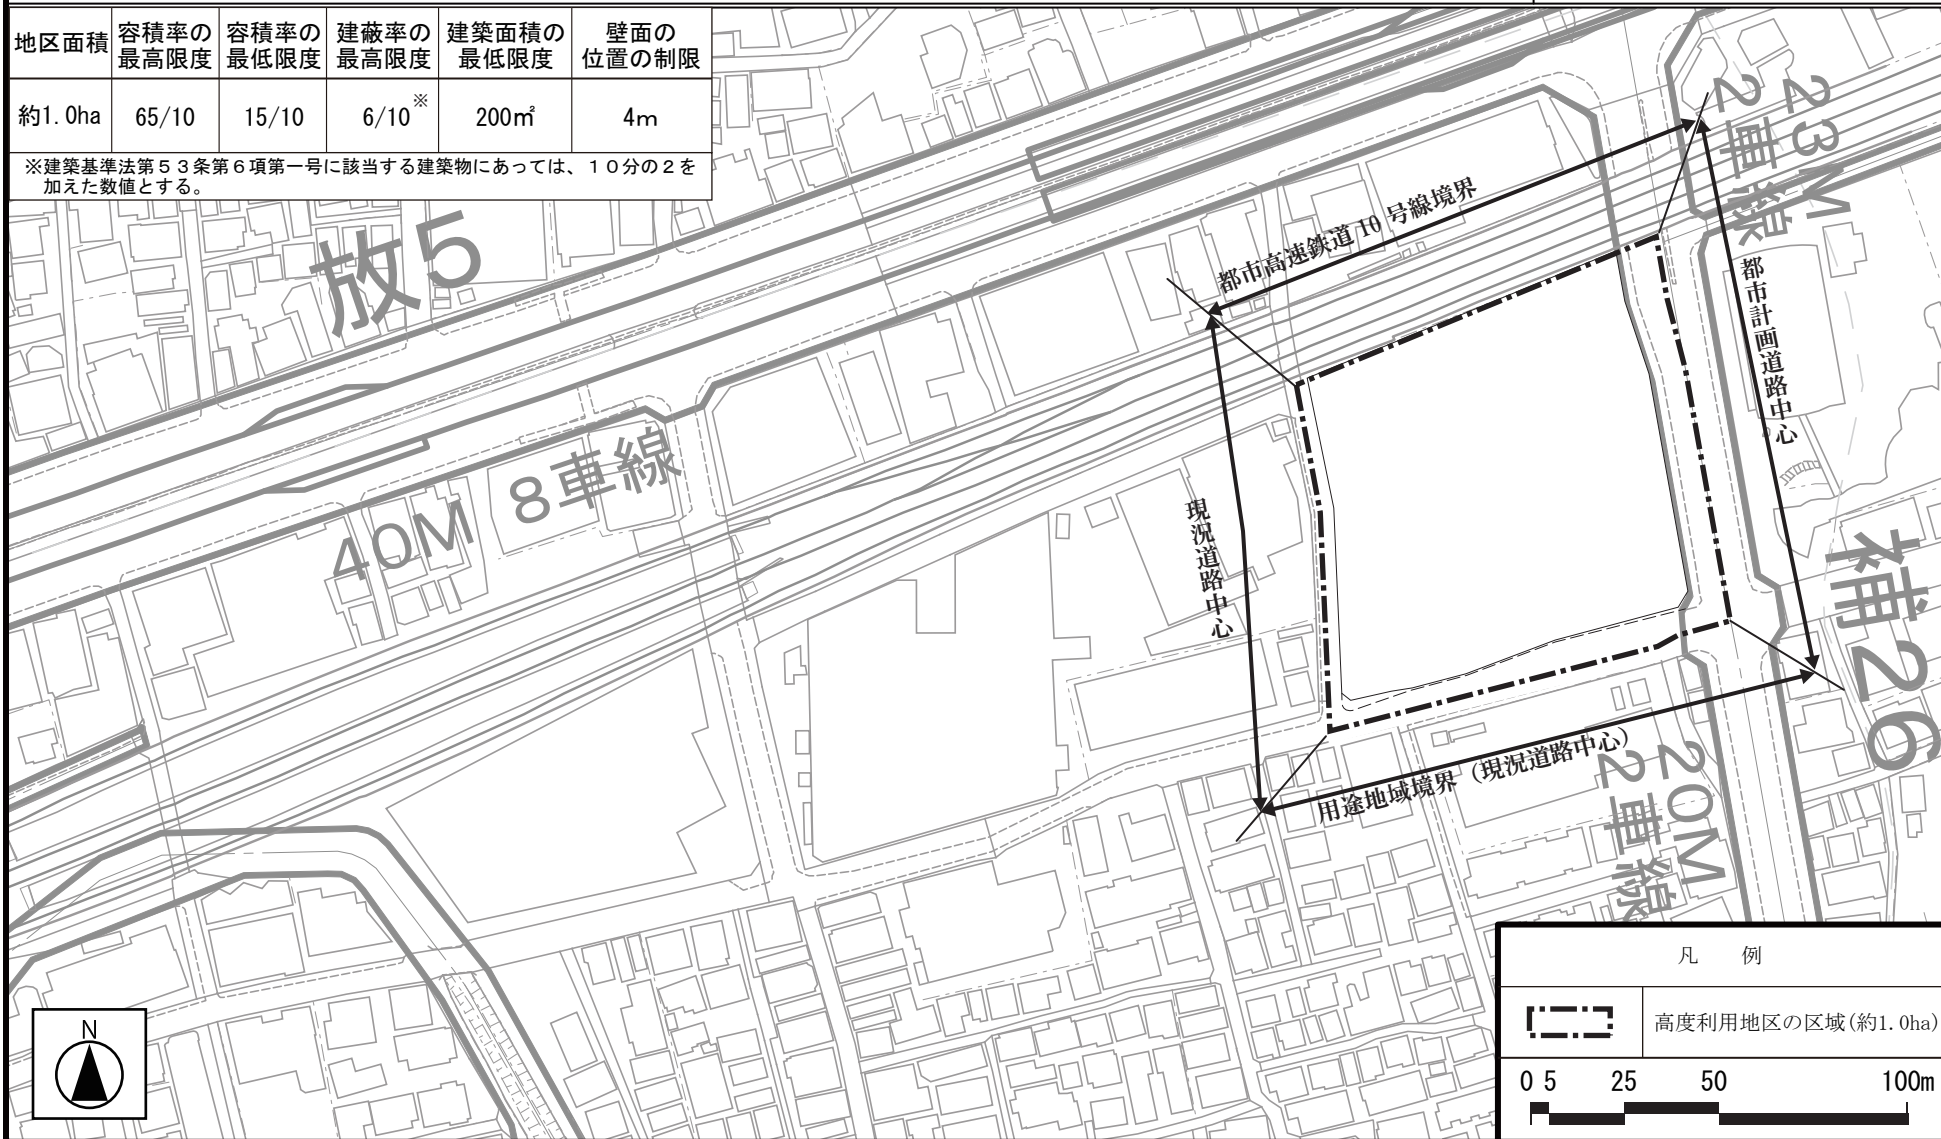 地区面積
容積率の
最高限度
容積率の
最低限度
建蔽率の
最高限度
建築面積の
最低限度
壁面の
位置の制限
約1.0ha
65/10
15/10
6/10※
200㎡
4m
※建築基準法第53条第6項第一号に該当する建築物にあっては、10分の2を
加えた数値とする。
放5
40M 8車線
23M
2車線
都市高速鉄道10号線境界
都市計画道路中心
現況道路中心
補26
用途地域境界（現況道路中心）
20M
2車線
N
凡 例
高度利用地区の区域(約1.0ha)
0 5 25 50 100m